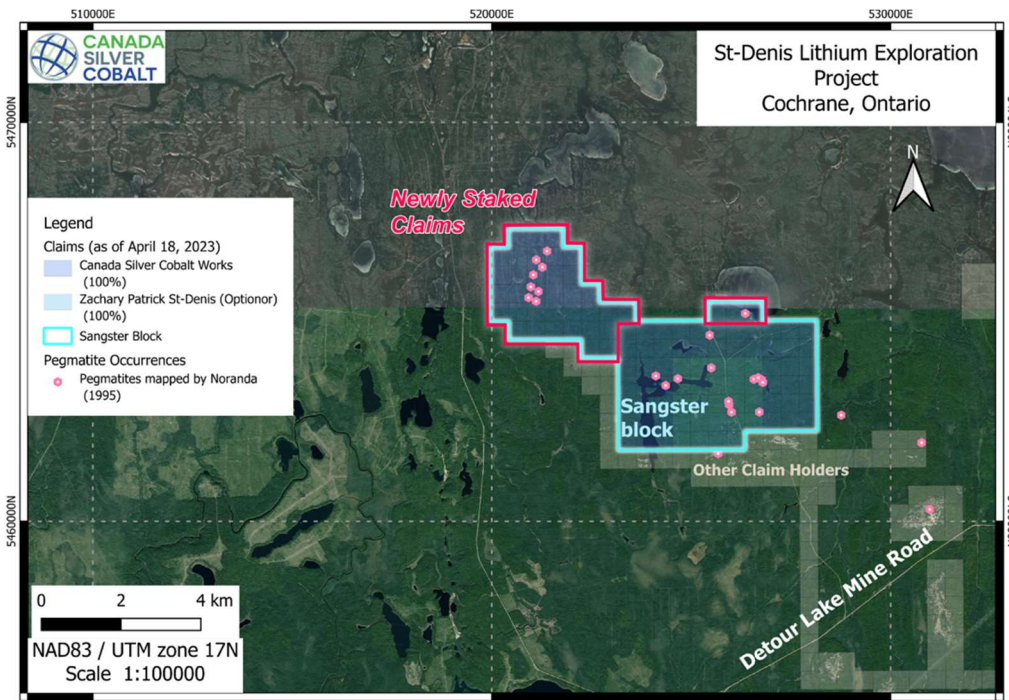 510000E
520000E
530000E
CANADA
SILVER
COBALT
St-Denis Lithium Exploration
Project
Cochrane, Ontario
5470000N
N
Newly Staked
Claims
Legend
Claims (as of April 18, 2023)
Canada Silver Cobalt Works
(100%)
Zachary Patrick St-Denis (Optionor)
(100%)
Sangster Block
Pegmatite Occurrences
Pegmatites mapped by Noranda
(1995)
Sangster
block
Other Claim Holders
5460000N
Detour Lake Mine Road
0 2 4 km
NAD83 / UTM zone 17N
Scale 1:100000